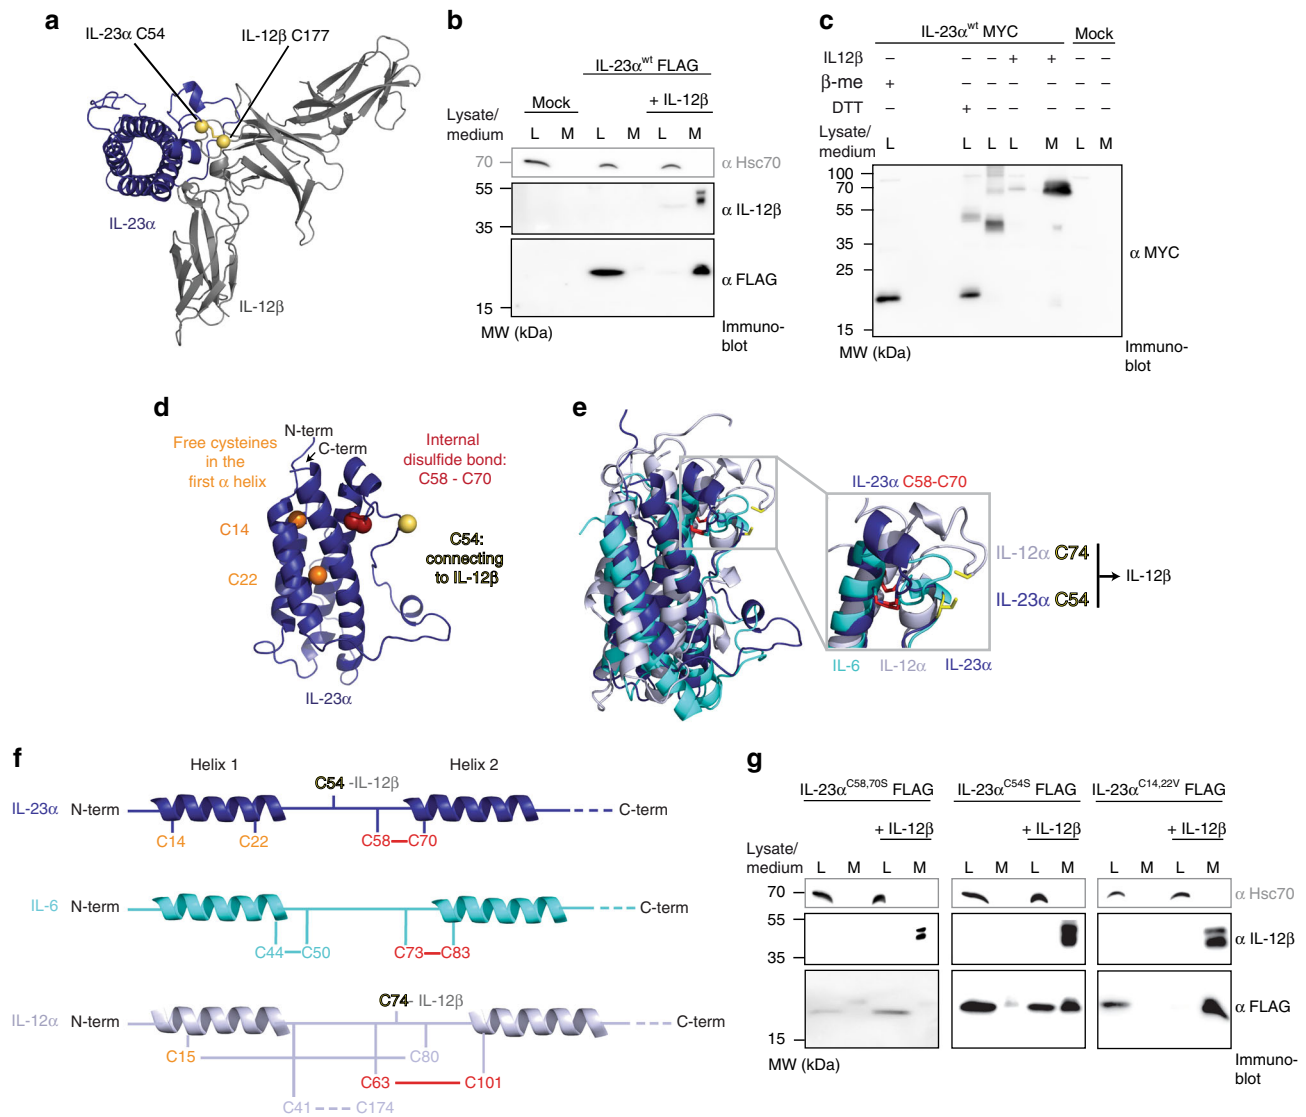 a
IL-23α C54
IL-12β C177
IL-23α
IL-12β
b
IL-23αwt FLAG
Mock
+ IL-12β
Lysate/
medium
L M L M L M
70
α Hsc70
55
35
α IL-12β
α FLAG
15
MW (kDa)
Immuno-
blot
c
IL-23αwt MYC
Mock
IL12β – – – + + – –
β-me + – – – – – –
DTT – + – – – – –
Lysate/
medium
L L L L M L M
100
70
55
35
25
15
α MYC
MW (kDa)
Immuno-
blot
d
N-term
C-term
Free cysteines
in the
first α helix
Internal
disulfide bond:
C58 - C70
C14
C22
C54:
connecting
to IL-12β
IL-23α
e
IL-23α C58-C70
IL-12α C74
IL-23α C54
IL-12β
IL-6 IL-12α IL-23α
f
Helix 1
Helix 2
C54 -IL-12β
IL-23α N-term
C-term
C14
C22
C58
C70
IL-6 N-term
C-term
C44
C50
C73
C83
C74- IL-12β
IL-12α N-term
C-term
C15
C80
C63
C101
C41
C174
g
IL-23αC58,70S FLAG
IL-23αC54S FLAG
IL-23αC14,22V FLAG
+ IL-12β
+ IL-12β
+ IL-12β
Lysate/
medium
L M L M L M L M L M L M
70
α Hsc70
55
35
α IL-12β
α FLAG
15
MW (kDa)
Immuno-
blot